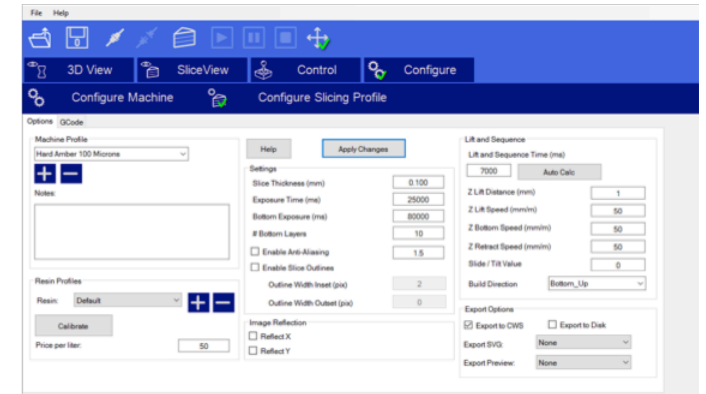 File Help
3D View SliceView Control Configure
Configure Machine Configure Slicing Profile
Options GCode
Machine Profile
Hard Amber 100 Microns
Notes:
Resin Profiles
Resin: Default
Calibrate
Price per liter: 50
Help Apply Changes
Settings
Slice Thickness (mm) 0.100
Exposure Time (ms) 25000
Bottom Exposure (ms) 80000
# Bottom Layers 10
Enable Anti-Aliasing 1.5
Enable Slice Outlines
Outline Width Inset (pix) 2
Outline Width Outset (pix) 0
Image Reflection
Reflect X
Reflect Y
Lift and Sequence
Lift and Sequence Time (ms)
7000 Auto Calc
Z Lift Distance (mm) 1
Z Lift Speed (mm/m) 50
Z Bottom Speed (mm/m) 50
Z Retract Speed (mm/m) 50
Slide / Tilt Value 0
Build Direction Bottom_Up
Export Options
Export to CWS Export to Disk
Export SVG: None
Export Preview: None